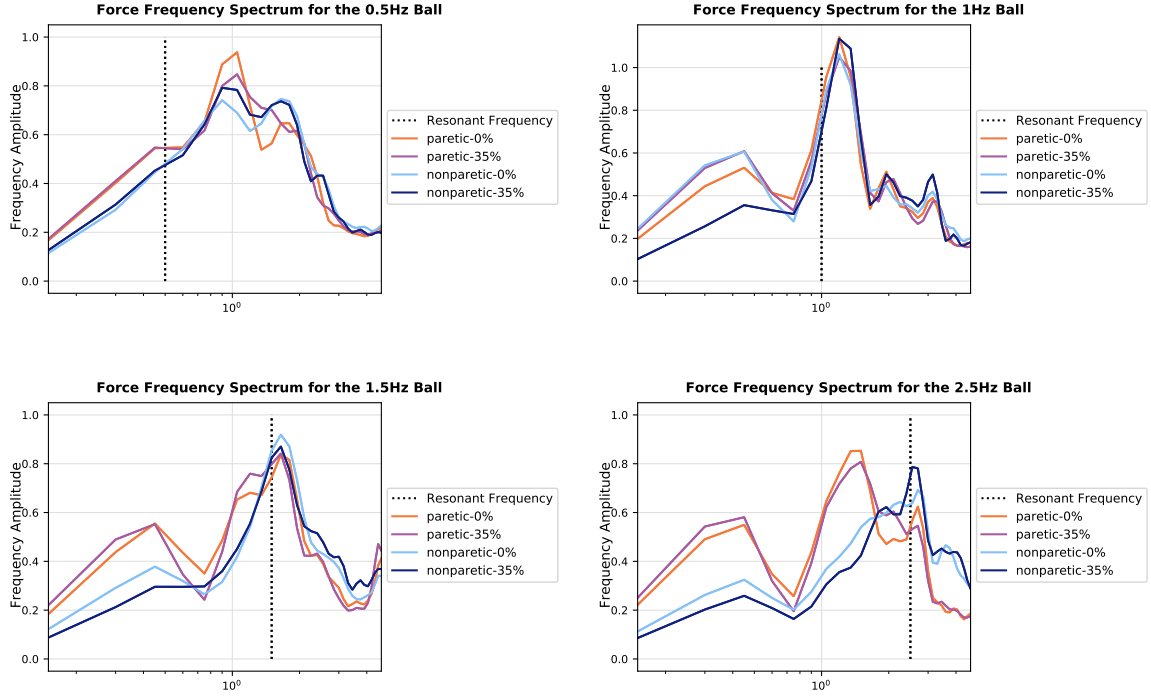 Force Frequency Spectrum for the 0.5Hz Ball
Frequency Amplitude
1.0
0.8
0.6
0.4
0.2
0.0
10⁰
Resonant Frequency
paretic-0%
paretic-35%
nonparetic-0%
nonparetic-35%
Force Frequency Spectrum for the 1Hz Ball
Frequency Amplitude
1.0
0.8
0.6
0.4
0.2
0.0
10⁰
Resonant Frequency
paretic-0%
paretic-35%
nonparetic-0%
nonparetic-35%
Force Frequency Spectrum for the 1.5Hz Ball
Frequency Amplitude
1.0
0.8
0.6
0.4
0.2
0.0
10⁰
Resonant Frequency
paretic-0%
paretic-35%
nonparetic-0%
nonparetic-35%
Force Frequency Spectrum for the 2.5Hz Ball
Frequency Amplitude
1.0
0.8
0.6
0.4
0.2
0.0
10⁰
Resonant Frequency
paretic-0%
paretic-35%
nonparetic-0%
nonparetic-35%